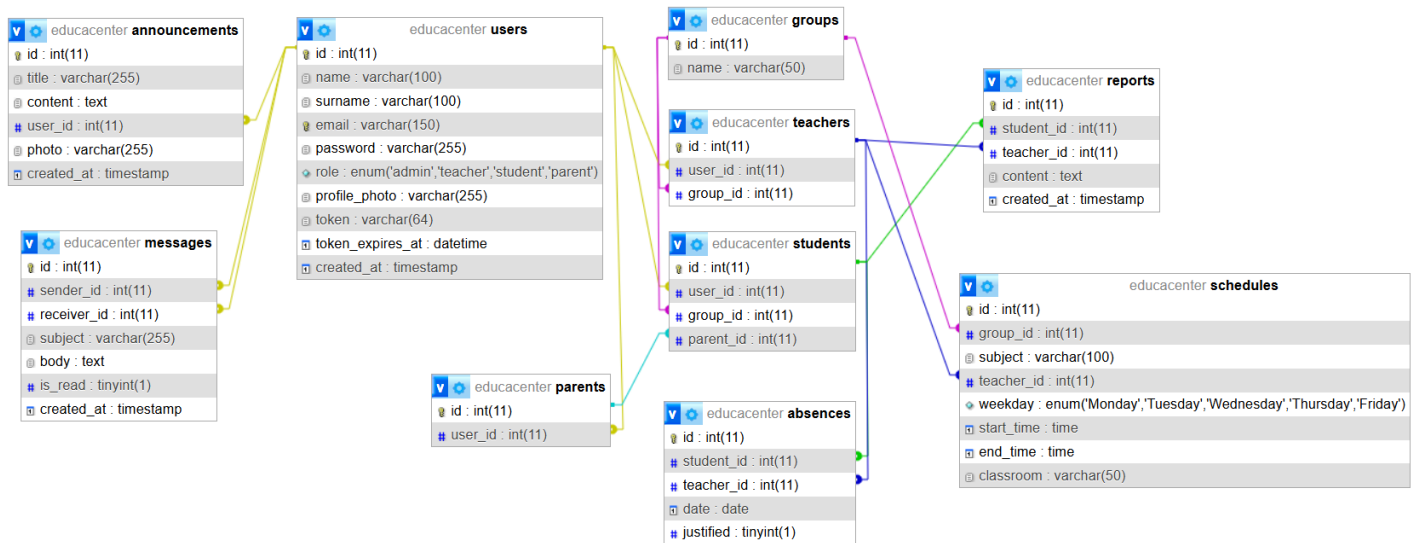 educacenter announcements
id : int(11)
title : varchar(255)
content : text
user_id : int(11)
photo : varchar(255)
created_at : timestamp
educacenter messages
id : int(11)
sender_id : int(11)
receiver_id : int(11)
subject : varchar(255)
body : text
is_read : tinyint(1)
created_at : timestamp
educacenter users
id : int(11)
name : varchar(100)
surname : varchar(100)
email : varchar(150)
password : varchar(255)
role : enum('admin','teacher','student','parent')
profile_photo : varchar(255)
token : varchar(64)
token_expires_at : datetime
created_at : timestamp
educacenter parents
id : int(11)
user_id : int(11)
educacenter groups
id : int(11)
name : varchar(50)
educacenter teachers
id : int(11)
user_id : int(11)
group_id : int(11)
educacenter students
id : int(11)
user_id : int(11)
group_id : int(11)
parent_id : int(11)
educacenter absences
id : int(11)
student_id : int(11)
teacher_id : int(11)
date : date
justified : tinyint(1)
educacenter reports
id : int(11)
student_id : int(11)
teacher_id : int(11)
content : text
created_at : timestamp
educacenter schedules
id : int(11)
group_id : int(11)
subject : varchar(100)
teacher_id : int(11)
weekday : enum('Monday','Tuesday','Wednesday','Thursday','Friday')
start_time : time
end_time : time
classroom : varchar(50)